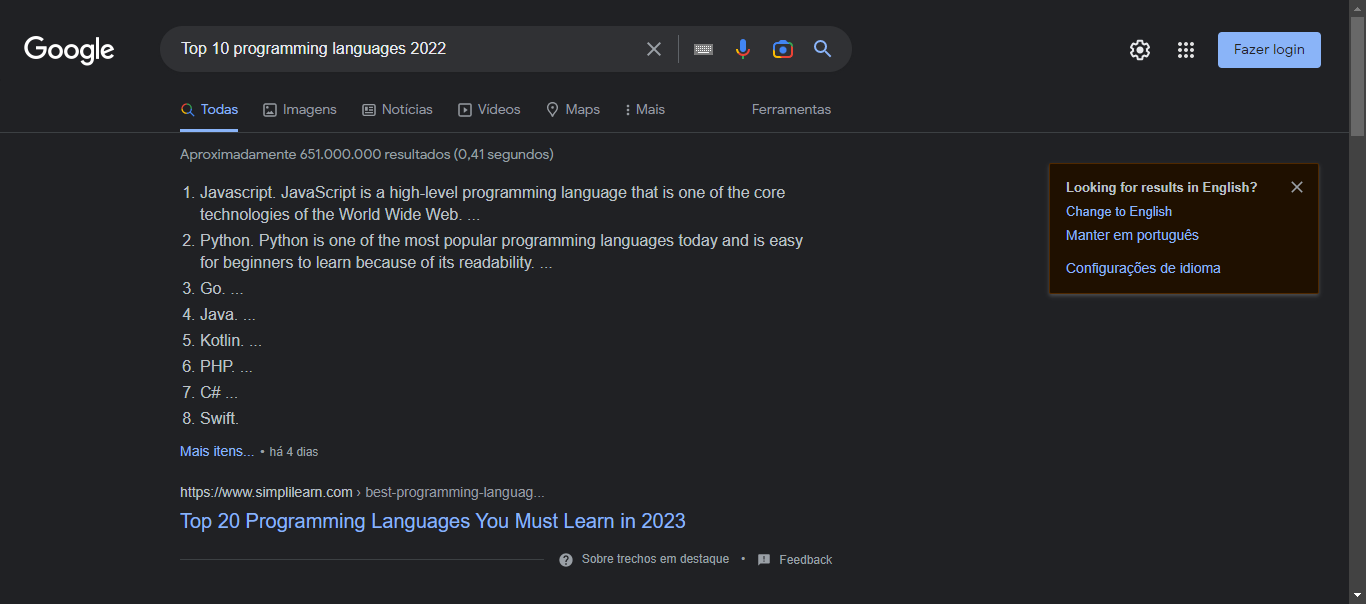 Google
Top 10 programming languages 2022
Fazer login
Todas
Imagens
Notícias
Vídeos
Maps
Mais
Ferramentas
Aproximadamente 651.000.000 resultados (0,41 segundos)
1. Javascript. JavaScript is a high-level programming language that is one of the core
technologies of the World Wide Web. ...
2. Python. Python is one of the most popular programming languages today and is easy
for beginners to learn because of its readability. ...
3. Go. ...
4. Java. ...
5. Kotlin. ...
6. PHP. ...
7. C# ...
8. Swift.
Mais itens... • há 4 dias
https://www.simplilearn.com › best-programming-languag...
Top 20 Programming Languages You Must Learn in 2023
Sobre trechos em destaque • Feedback
Looking for results in English?
Change to English
Manter em português
Configurações de idioma